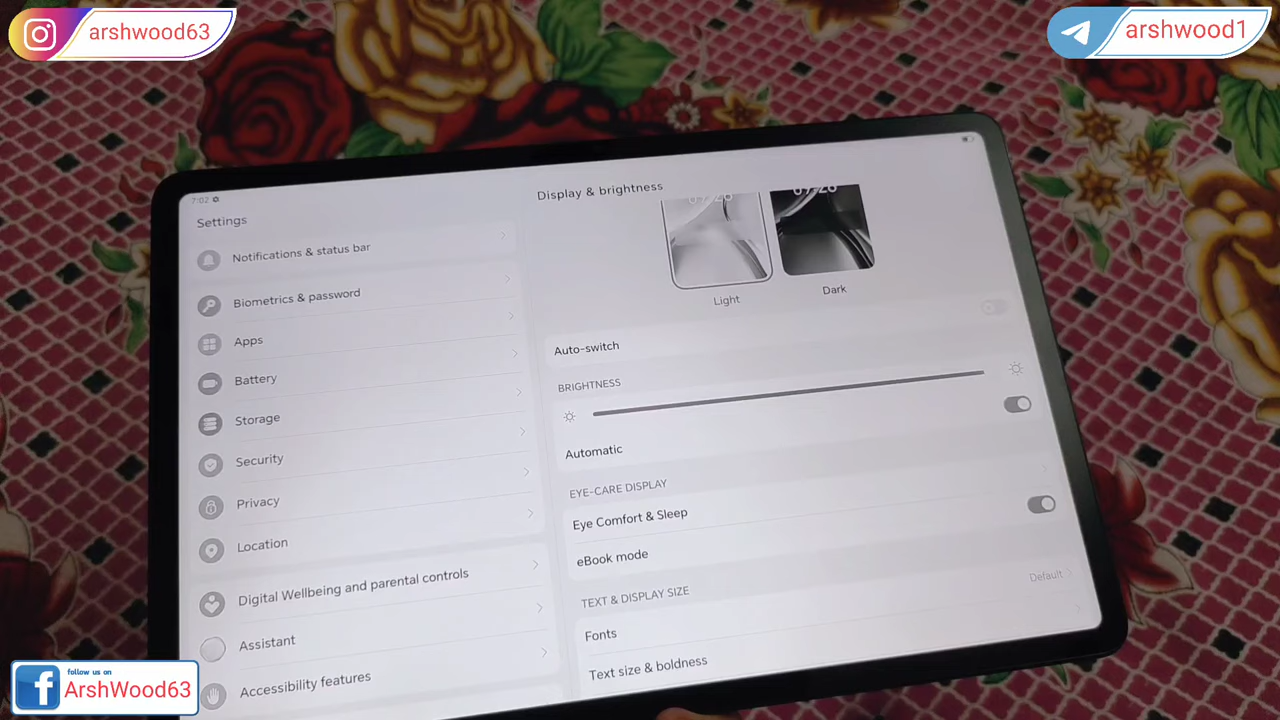 arshwood63
arshwood1
7:02
Settings
Notifications & status bar
Biometrics & password
Apps
Battery
Storage
Security
Privacy
Location
Digital Wellbeing and parental controls
Assistant
Accessibility features
Display & brightness
Light
Dark
Auto-switch
BRIGHTNESS
Automatic
EYE-CARE DISPLAY
Eye Comfort & Sleep
eBook mode
TEXT & DISPLAY SIZE
Fonts
Default
Text size & boldness
follow us on
ArshWood63